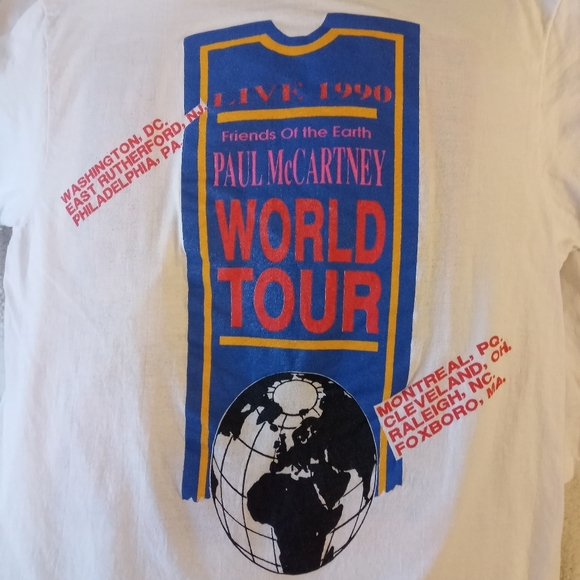 LIVE 1990
Friends Of the Earth
PAUL McCARTNEY
WORLD
TOUR
WASHINGTON, DC.
EAST RUTHERFORD, NJ.
PHILADELPHIA, PA.
MONTREAL, PQ.
CLEVELAND, OH.
RALEIGH, NC.
FOXBORO, MA.